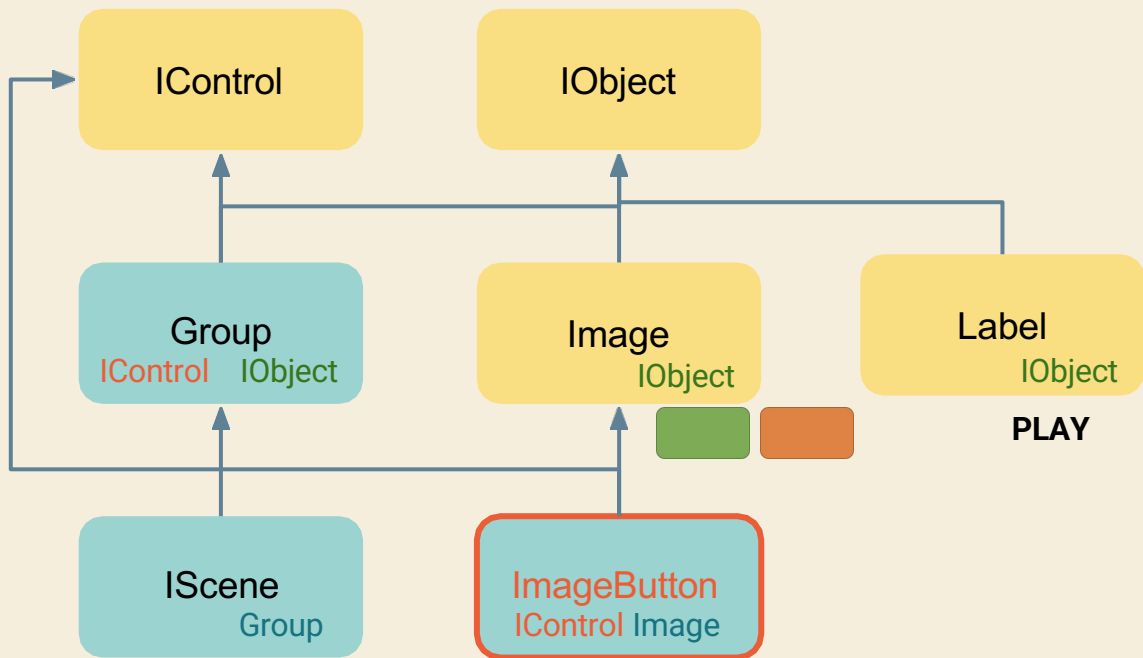 IControl
IObject
Group
IControl IObject
Image
IObject
Label
IObject
PLAY
IScene
Group
ImageButton
IControl Image